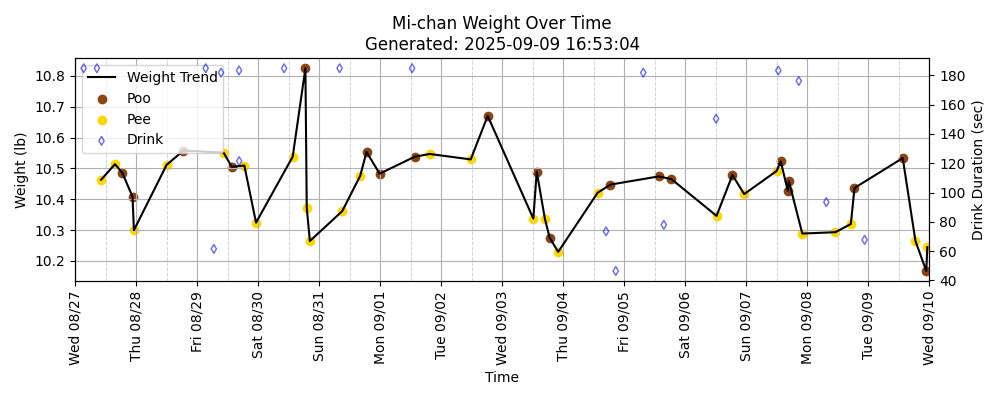 Mi-chan Weight Over Time
Generated: 2025-09-09 16:53:04
Weight (lb)
10.8
10.7
10.6
10.5
10.4
10.3
10.2
Weight Trend
Poo
Pee
Drink
180
160
140
120
100
80
60
40
Drink Duration (sec)
Wed 08/27
Thu 08/28
Fri 08/29
Sat 08/30
Sun 08/31
Mon 09/01
Tue 09/02
Wed 09/03
Thu 09/04
Fri 09/05
Sat 09/06
Sun 09/07
Mon 09/08
Tue 09/09
Wed 09/10
Time